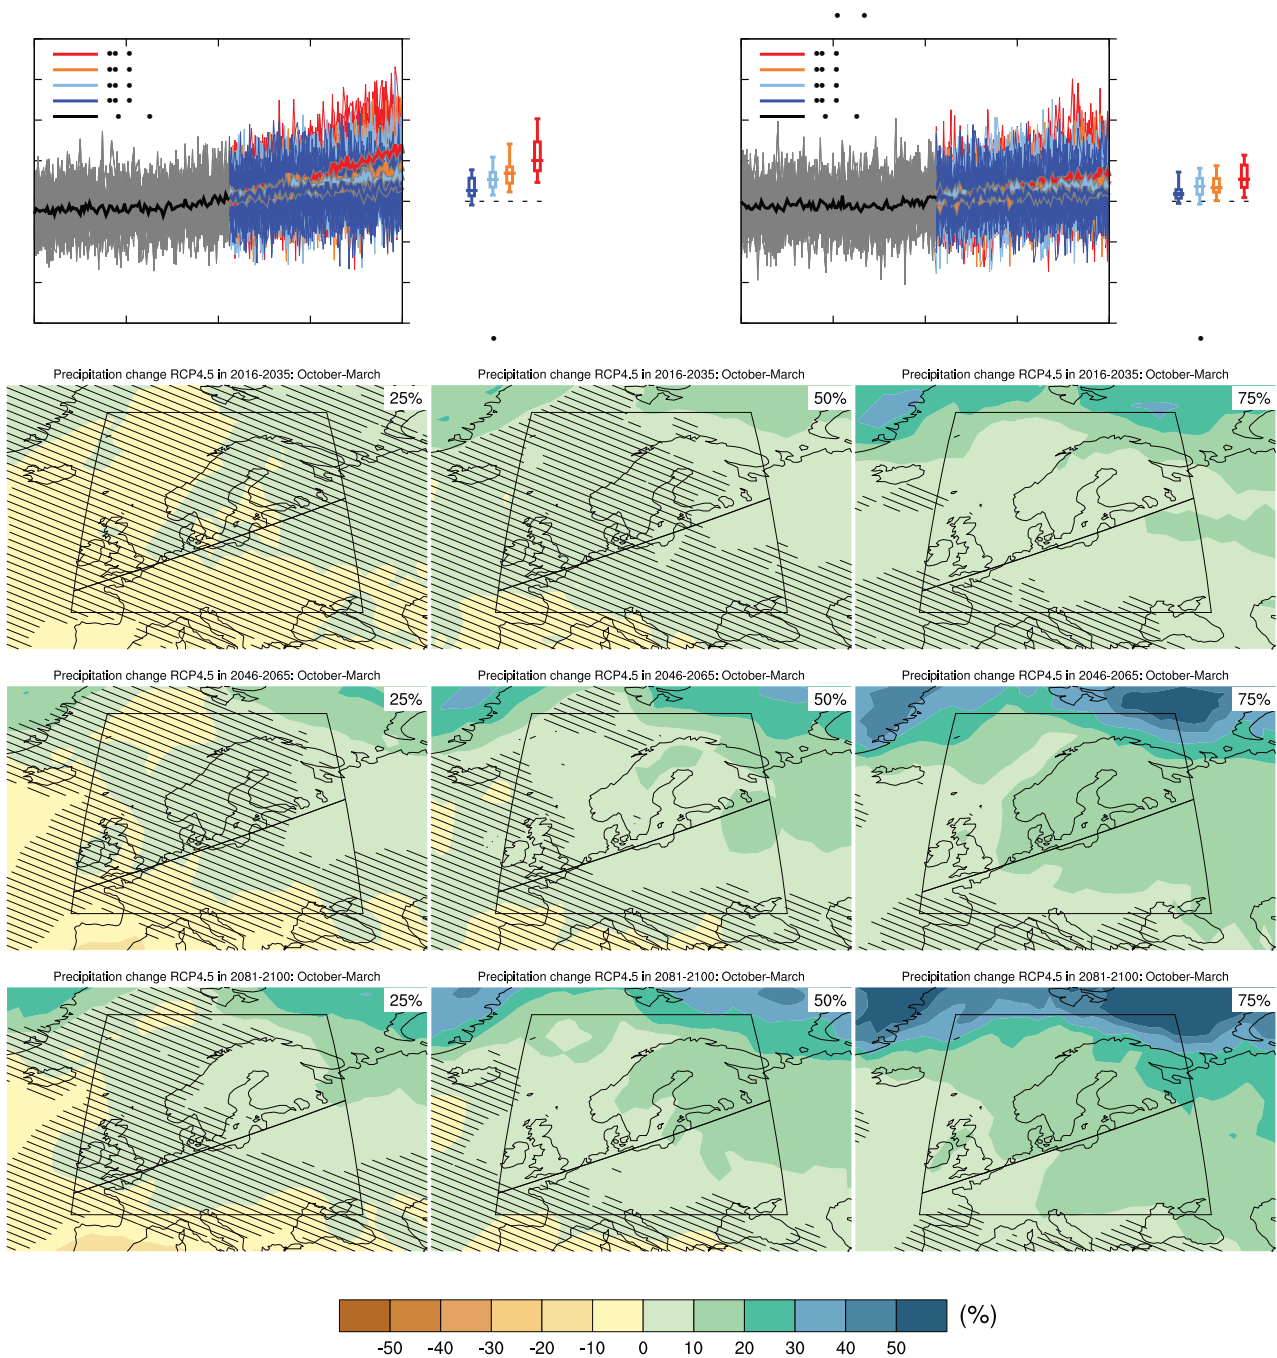 Precipitation change RCP4.5 in 2016-2035: October-March
Precipitation change RCP4.5 in 2016-2035: October-March
Precipitation change RCP4.5 in 2016-2035: October-March
25%
50%
75%
Precipitation change RCP4.5 in 2046-2065: October-March
Precipitation change RCP4.5 in 2046-2065: October-March
Precipitation change RCP4.5 in 2046-2065: October-March
25%
50%
75%
Precipitation change RCP4.5 in 2081-2100: October-March
Precipitation change RCP4.5 in 2081-2100: October-March
Precipitation change RCP4.5 in 2081-2100: October-March
25%
50%
75%
(%)
-50 -40 -30 -20 -10 0 10 20 30 40 50